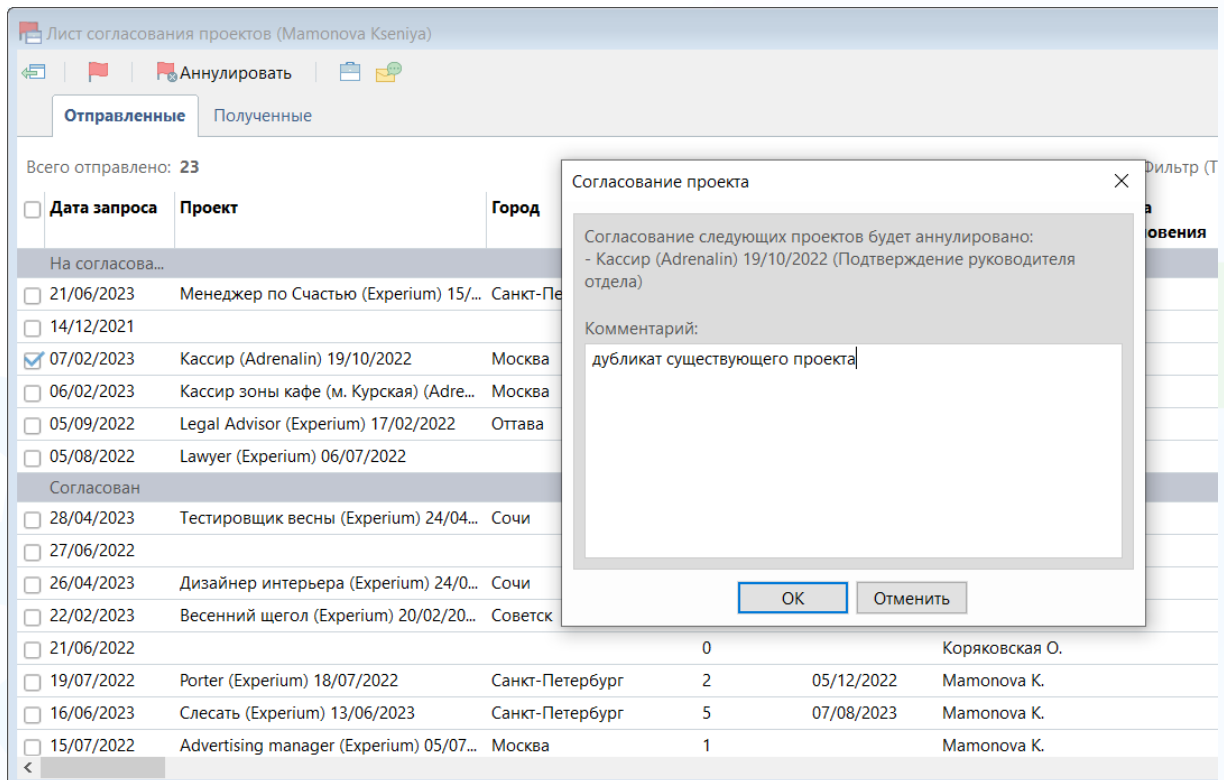 Лист согласования проектов (Mamonova Kseniya)
Аннулировать
Отправленные Полученные
Всего отправлено: 23
Фильтр (Т
Дата запроса Проект Город
а
овения
На согласова...
21/06/2023 Менеджер по Счастью (Experium) 15/... Санкт-Пе
14/12/2021
07/02/2023 Кассир (Adrenalin) 19/10/2022 Москва
06/02/2023 Кассир зоны кафе (м. Курская) (Adre... Москва
05/09/2022 Legal Advisor (Experium) 17/02/2022 Оттава
05/08/2022 Lawyer (Experium) 06/07/2022
Согласован
28/04/2023 Тестировщик весны (Experium) 24/04... Сочи
27/06/2022
26/04/2023 Дизайнер интерьера (Experium) 24/0... Сочи
22/02/2023 Весенний щегол (Experium) 20/02/20... Советск
21/06/2022 0 Коряковская О.
19/07/2022 Porter (Experium) 18/07/2022 Санкт-Петербург 2 05/12/2022 Mamonova K.
16/06/2023 Слесать (Experium) 13/06/2023 Санкт-Петербург 5 07/08/2023 Mamonova K.
15/07/2022 Advertising manager (Experium) 05/07... Москва 1 Mamonova K.
Согласование проекта
Согласование следующих проектов будет аннулировано:
- Кассир (Adrenalin) 19/10/2022 (Подтверждение руководителя
отдела)
Комментарий:
дубликат существующего проекта
ОК Отменить